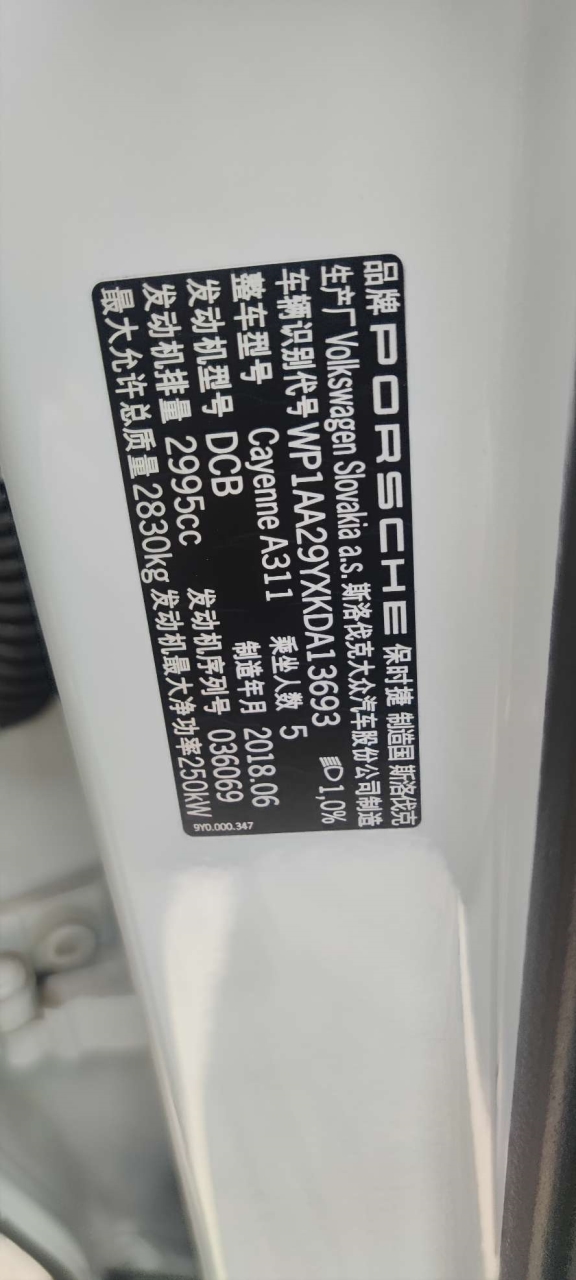 品牌 PORSCHE 保时捷 制造国 斯洛伐克
生产厂 Volkswagen Slovakia a.s. 斯洛伐克大众汽车股份公司制造
车辆识别代号 WP1AA29YXKDA13693 1,0%
整车型号 Cayenne A311 乘坐人数 5
发动机型号 DCB 制造年月 2018.06
发动机排量 2995cc 发动机序列号 036069
最大允许总质量 2830kg 发动机最大净功率250kW
9Y0.000.347